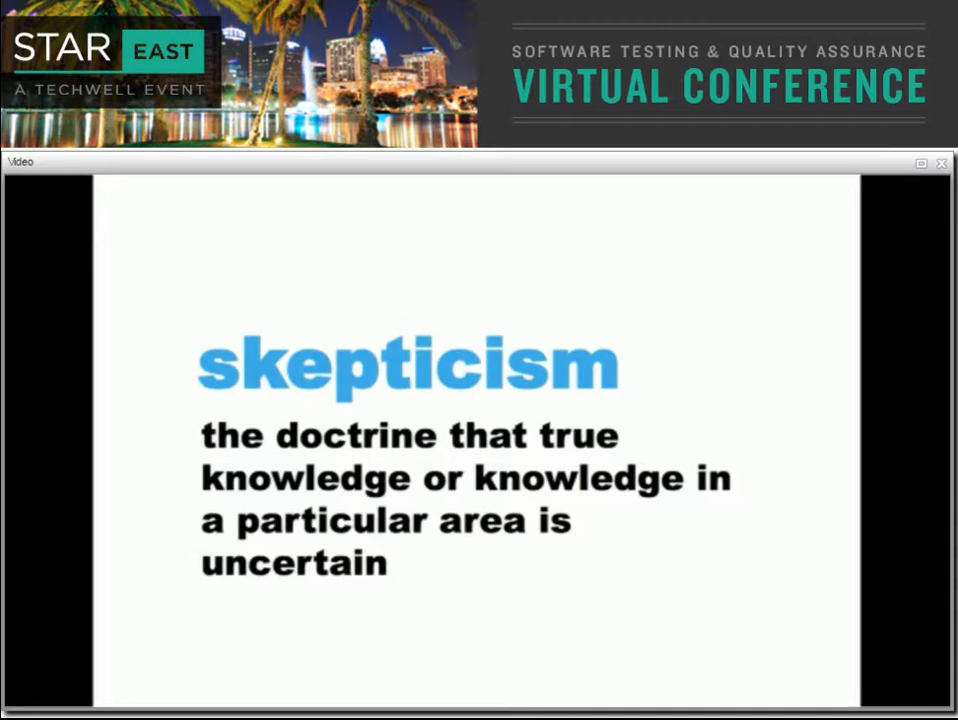 STAR EAST
A TECHWELL EVENT
SOFTWARE TESTING & QUALITY ASSURANCE
VIRTUAL CONFERENCE
Video
skepticism
the doctrine that true
knowledge or knowledge in
a particular area is
uncertain